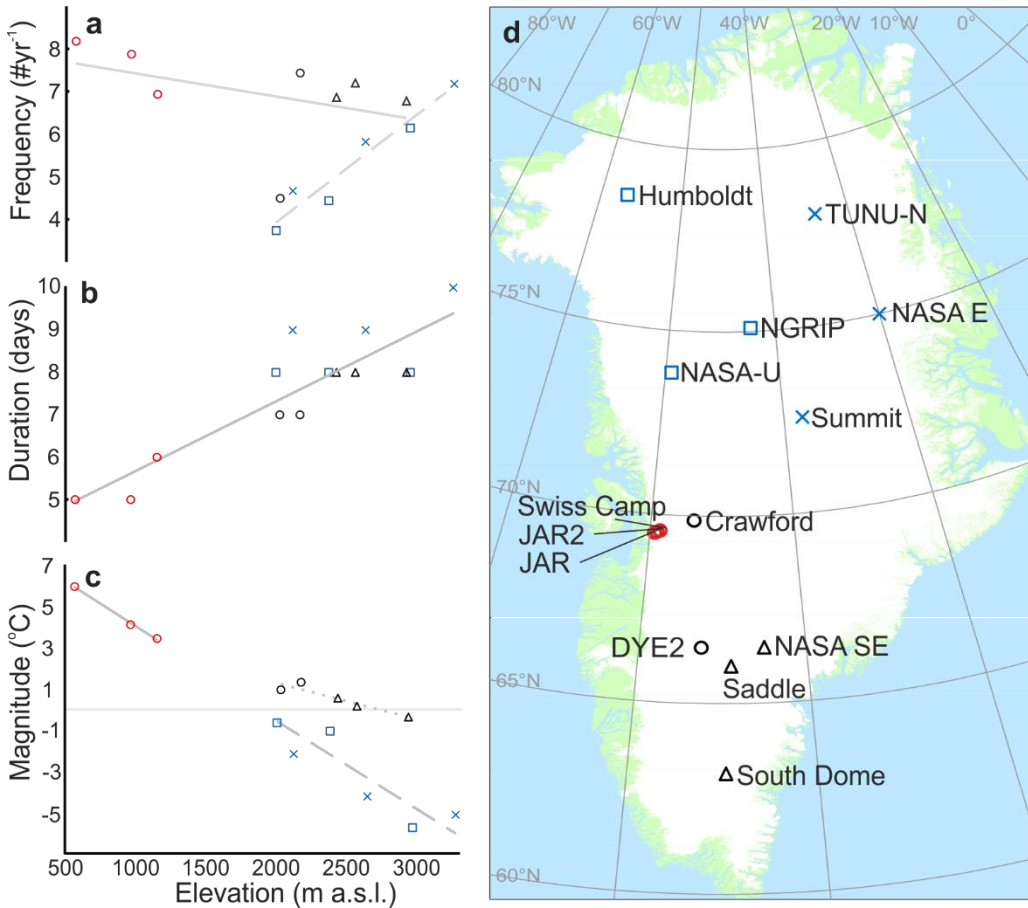 a
Frequency (#yr⁻¹)
8
7
6
5
4
b
Duration (days)
10
9
8
7
6
5
c
Magnitude (°C)
7
5
3
1
-1
-3
-5
500
1000
1500
2000
2500
3000
Elevation (m a.s.l.)
d
80°W
60°W
40°W
20°W
10°W
0°
80°N
75°N
70°N
65°N
60°N
Humboldt
TUNU-N
NASA E
NGRIP
NASA-U
Summit
Swiss Camp
JAR2
JAR
Crawford
DYE2
NASA SE
Saddle
South Dome